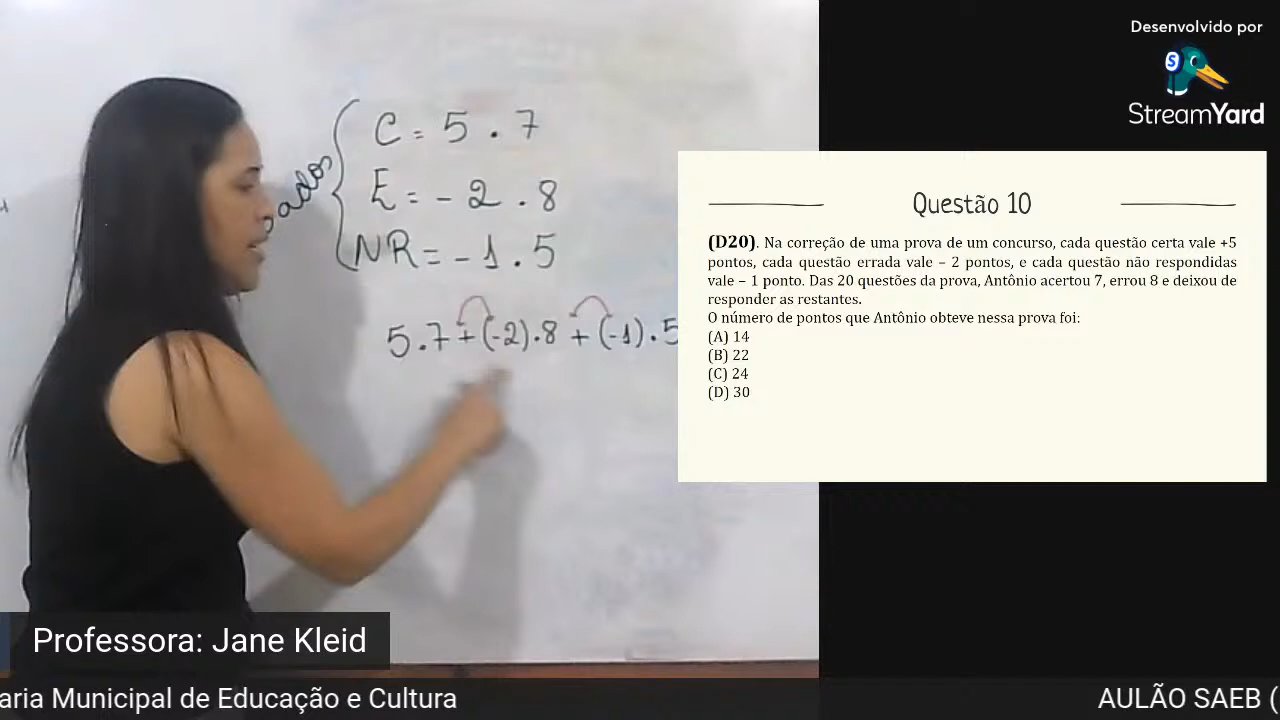 Desenvolvido por
StreamYard
ados
C = 5 . 7
E = - 2 . 8
NR = - 1 . 5
5 . 7 + (-2) . 8 + (-1) . 5
Questão 10
(D20). Na correção de uma prova de um concurso, cada questão certa vale +5
pontos, cada questão errada vale – 2 pontos, e cada questão não respondidas
vale – 1 ponto. Das 20 questões da prova, Antônio acertou 7, errou 8 e deixou de
responder as restantes.
O número de pontos que Antônio obteve nessa prova foi:
(A) 14
(B) 22
(C) 24
(D) 30
Professora: Jane Kleid
aria Municipal de Educação e Cultura
AULÃO SAEB (